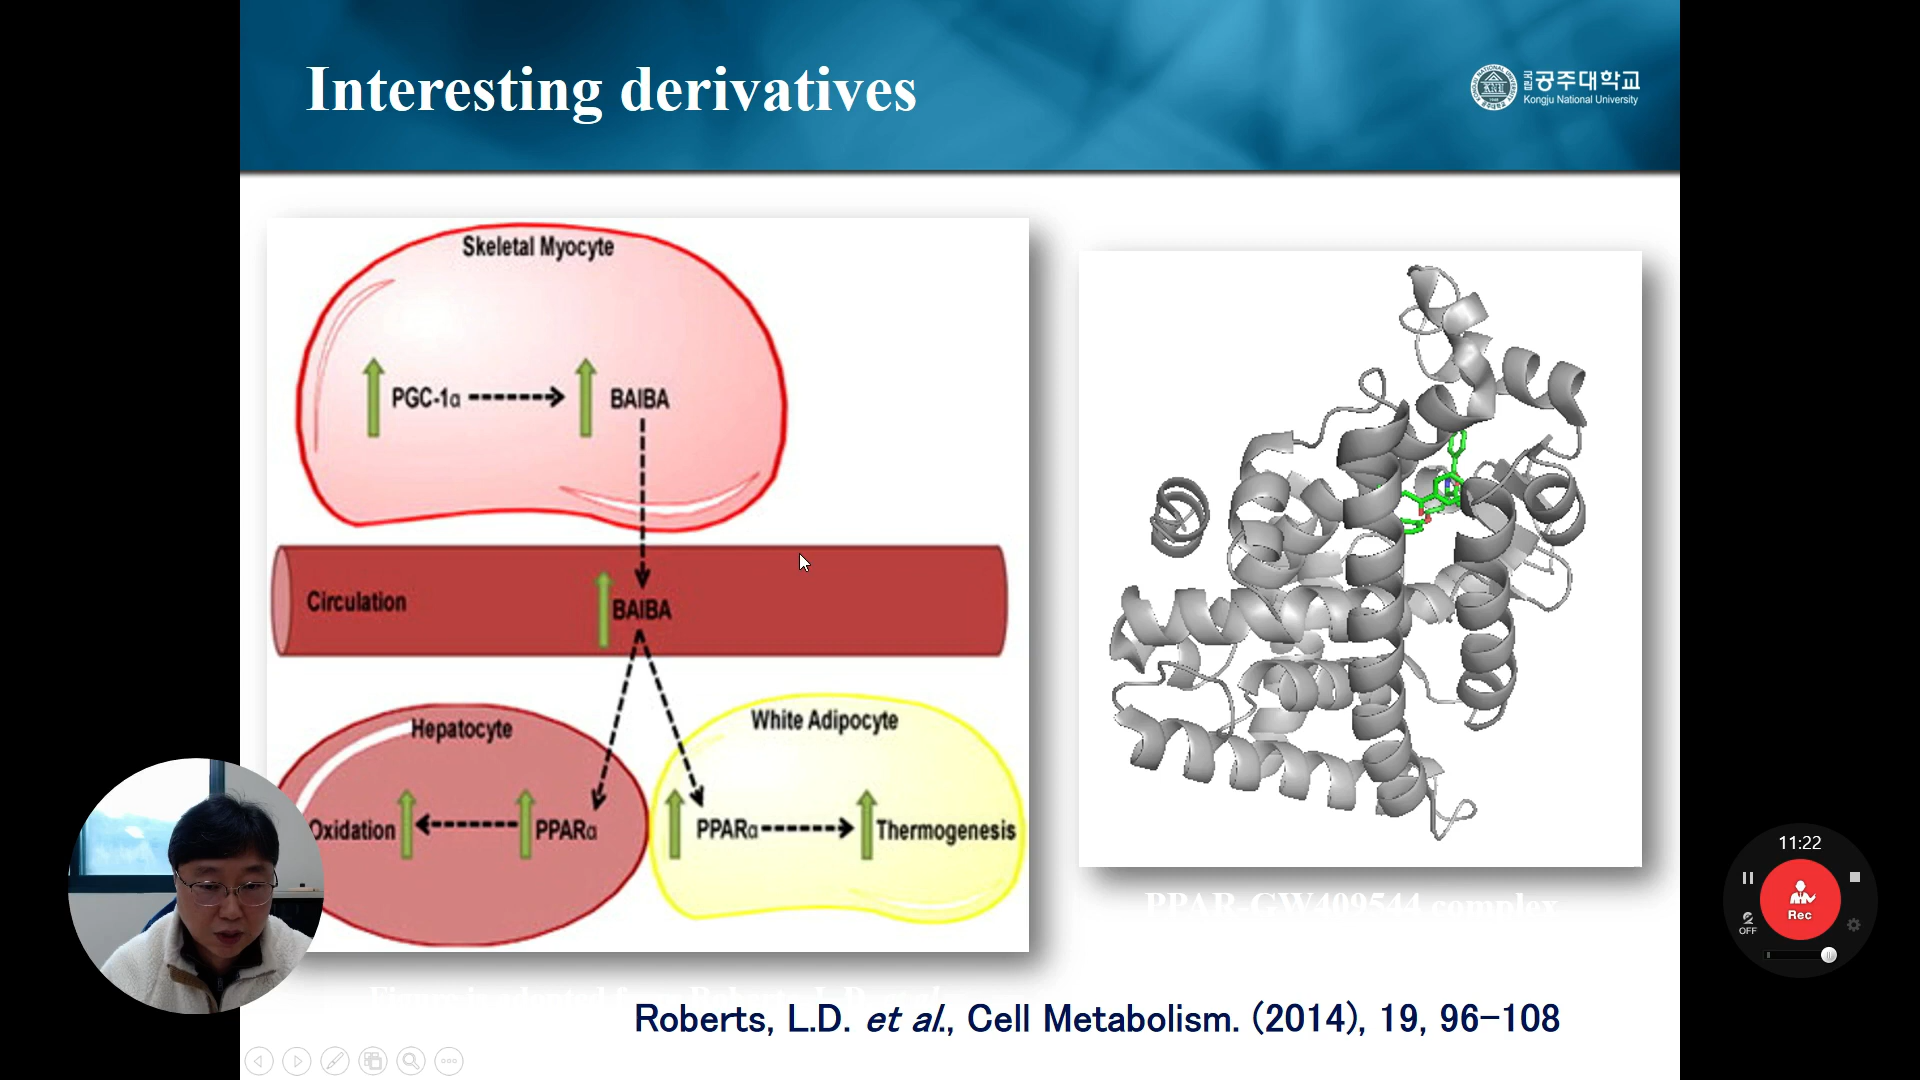 Interesting derivatives
국립 공주대학교
Kongju National University
Skeletal Myocyte
PGC-1α
BAIBA
Circulation
BAIBA
Hepatocyte
White Adipocyte
Oxidation
PPARα
PPARα
Thermogenesis
PPAR-GW409544 complex
Roberts, L.D. et al., Cell Metabolism. (2014), 19, 96-108
11:22
Rec
OFF